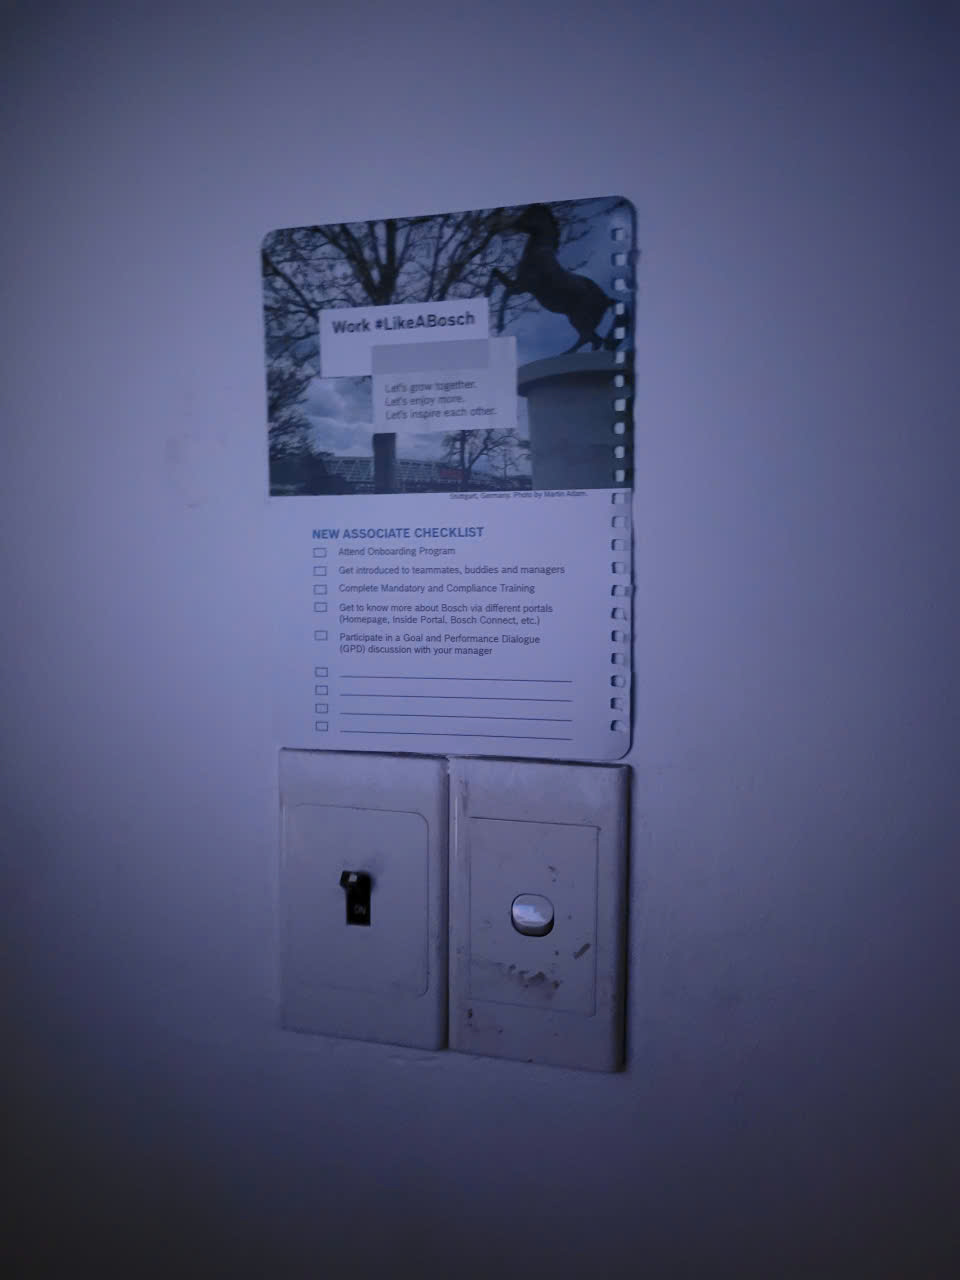 Work #LikeABosch
Let's grow together.
Let's enjoy more.
Let's inspire each other.
Stuttgart, Germany. Photo by Martin Adam.
NEW ASSOCIATE CHECKLIST
Attend Onboarding Program
Get introduced to teammates, buddies and managers
Complete Mandatory and Compliance Training
Get to know more about Bosch via different portals
(Homepage, Inside Portal, Bosch Connect, etc.)
Participate in a Goal and Performance Dialogue
(GPD) discussion with your manager
ON